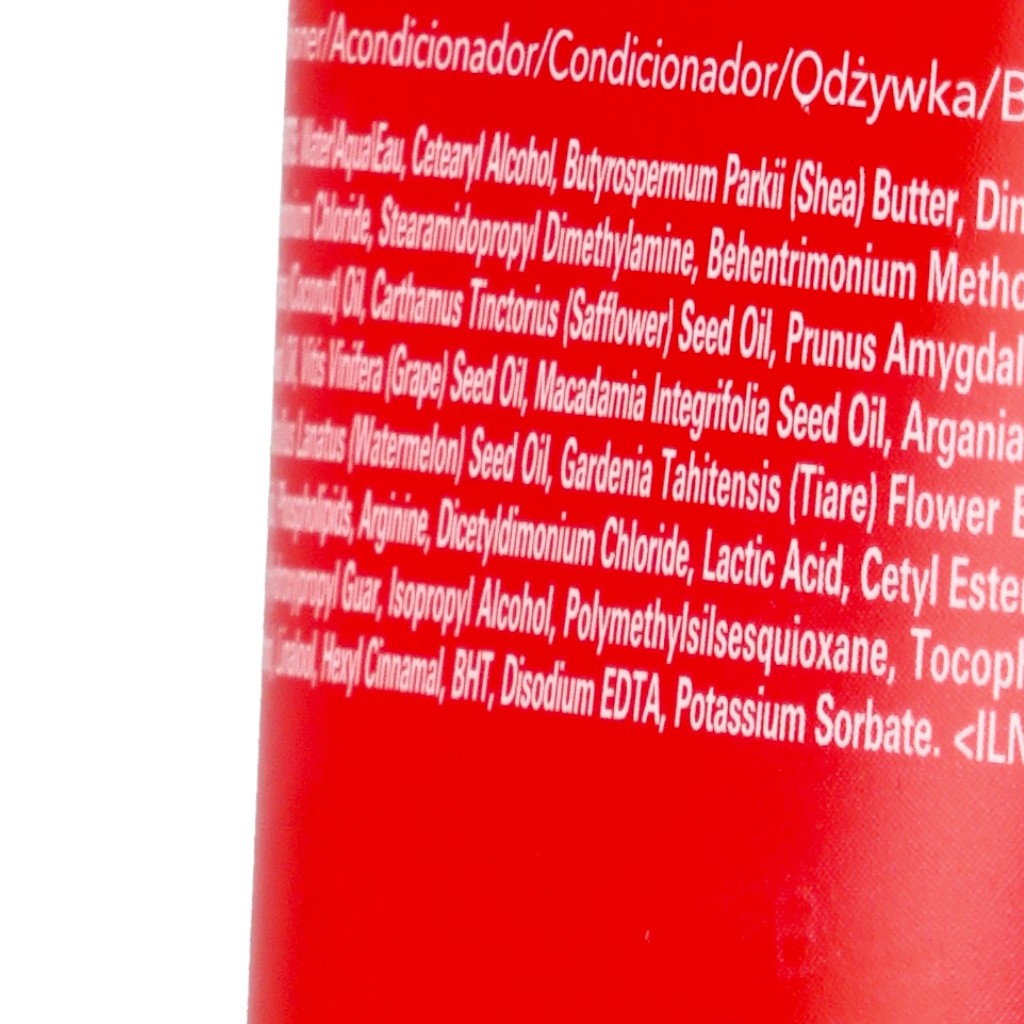 /Acondicionador/Condicionador/Odżywka/B
Water/Aqua/Eau, Cetearyl Alcohol, Butyrospermum Parkii (Shea) Butter, Din
Chloride, Stearamidopropyl Dimethylamine, Behentrimonium Metho
(Coconut) Oil, Carthamus Tinctorius (Safflower) Seed Oil, Prunus Amygdal
Oil, Vitis Vinifera (Grape) Seed Oil, Macadamia Integrifolia Seed Oil, Argania
Lanatus (Watermelon) Seed Oil, Gardenia Tahitensis (Tiare) Flower E
Phospholipids, Arginine, Dicetyldimonium Chloride, Lactic Acid, Cetyl Ester
Guar, Isopropyl Alcohol, Polymethylsilsesquioxane, Tocoph
Linalool, Hexyl Cinnamal, BHT, Disodium EDTA, Potassium Sorbate. <ILN